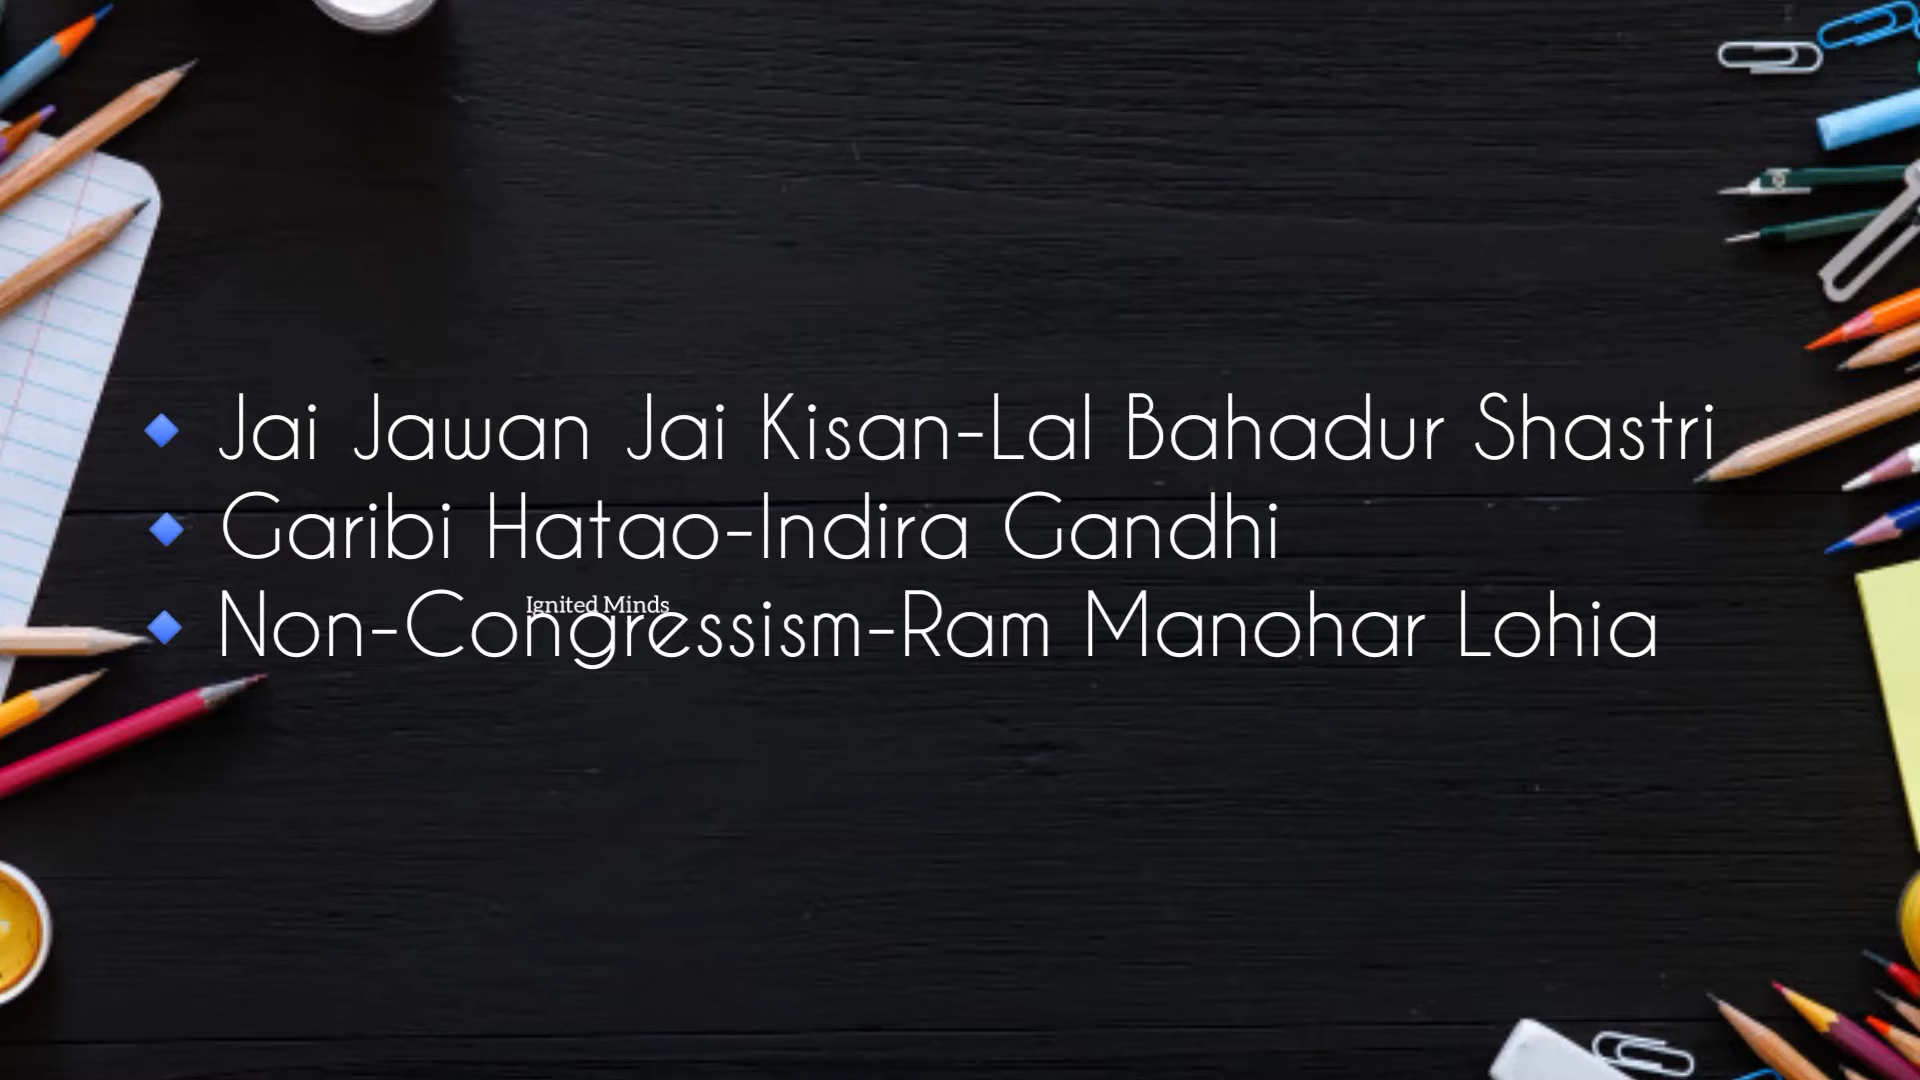 🔹 Jai Jawan Jai Kisan-Lal Bahadur Shastri
🔹 Garibi Hatao-Indira Gandhi
🔹 Non-Congressism-Ram Manohar Lohia
Ignited Minds